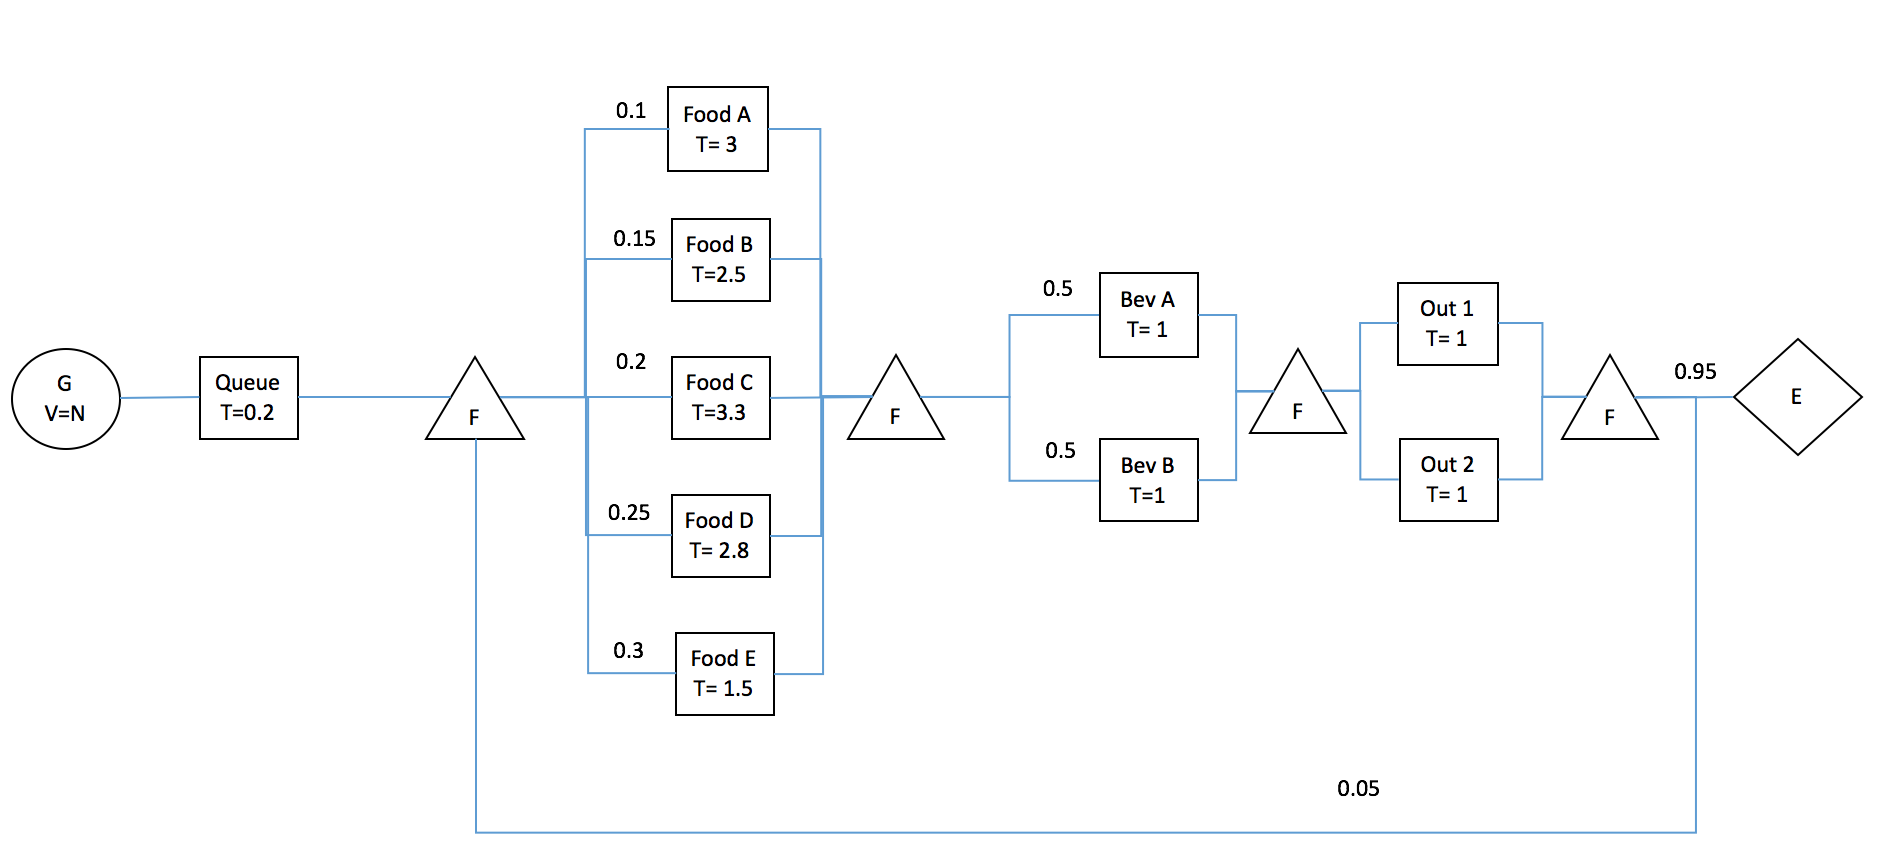 G
V=N
Queue
T=0.2
F
0.1
Food A
T= 3
0.15
Food B
T=2.5
0.2
Food C
T=3.3
0.25
Food D
T= 2.8
0.3
Food E
T= 1.5
F
0.5
Bev A
T= 1
0.5
Bev B
T=1
F
Out 1
T= 1
Out 2
T= 1
F
0.95
E
0.05